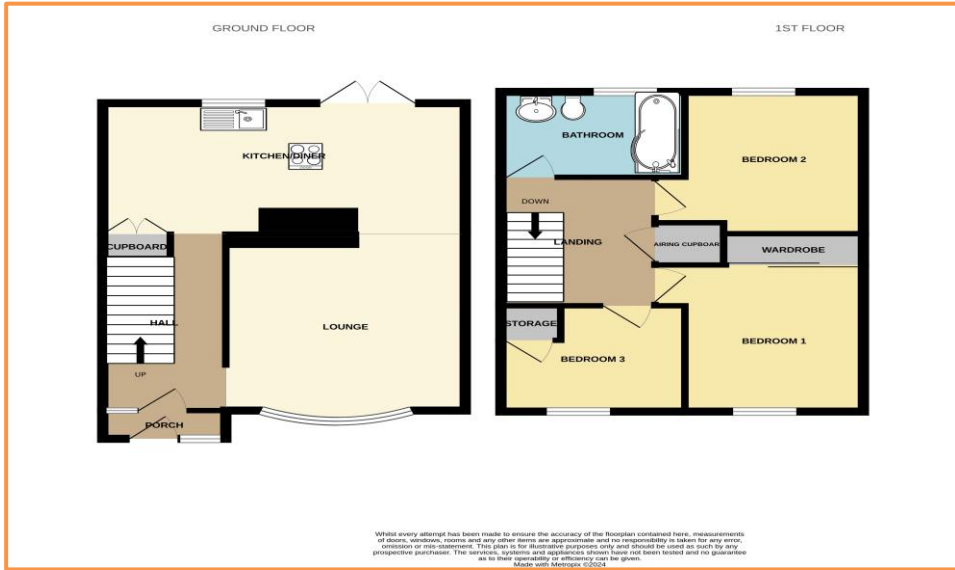 GROUND FLOOR
1ST FLOOR
KITCHEN/DINER
CUPBOARD
HALL
LOUNGE
UP
PORCH
BATHROOM
BEDROOM 2
DOWN
LANDING
AIRING CUPBOARD
WARDROBE
STORAGE
BEDROOM 3
BEDROOM 1
Whilst every attempt has been made to ensure the accuracy of the floorplan contained here, measurements
of doors, windows, rooms and any other items are approximate and no responsibility is taken for any error,
omission or mis-statement. This plan is for illustrative purposes only and should be used as such by any
prospective purchaser. The services, systems and appliances shown have not been tested and no guarantee
as to their operability or efficiency can be given.
Made with Metropix ©2024